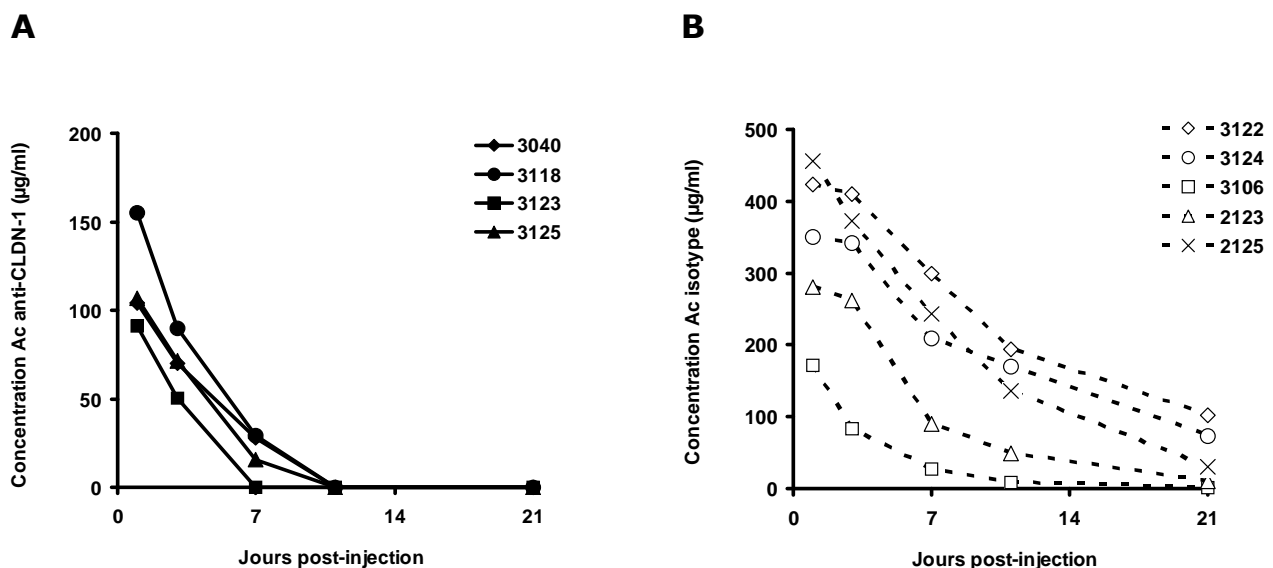 A
Concentration Ac anti-CLDN-1 (µg/ml)
200
150
100
50
0
0 7 14 21
Jours post-injection
3040
3118
3123
3125
B
Concentration Ac isotype (µg/ml)
500
400
300
200
100
0
0 7 14 21
Jours post-injection
3122
3124
3106
2123
2125